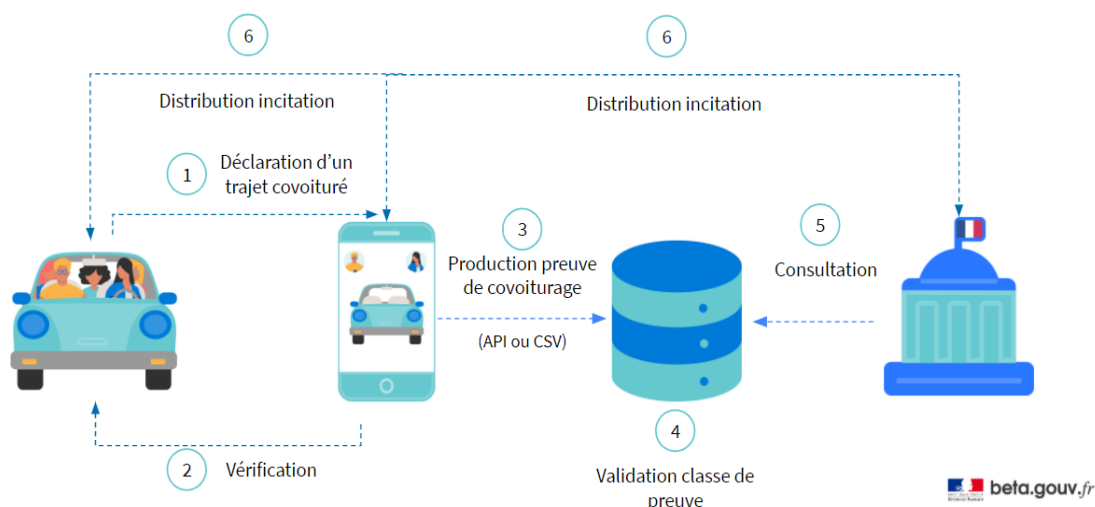 6
6
Distribution incitation
Distribution incitation
1
Déclaration d'un
trajet covoituré
3
Production preuve
de covoiturage
(API ou CSV)
5
Consultation
2
Vérification
4
Validation classe de
preuve
beta.gouv.fr